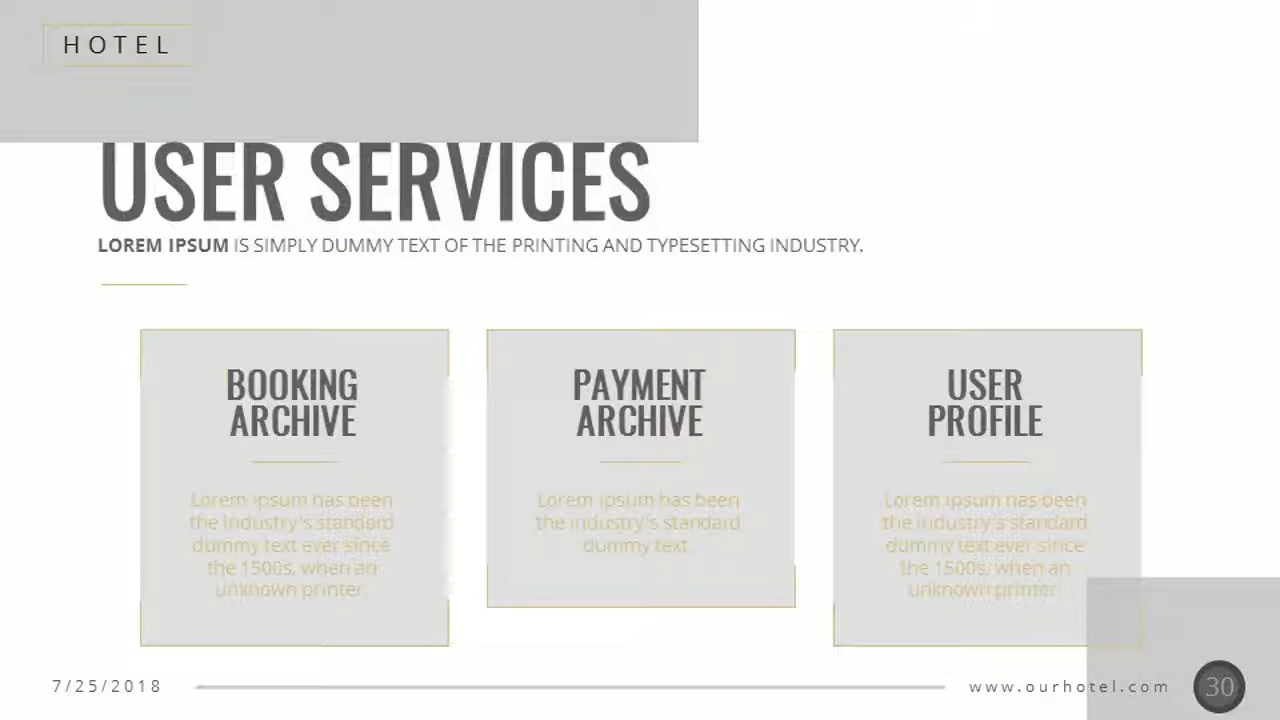 HOTEL
USER SERVICES
LOREM IPSUM IS SIMPLY DUMMY TEXT OF THE PRINTING AND TYPESETTING INDUSTRY.
BOOKING
ARCHIVE
Lorem Ipsum has been
the industry's standard
dummy text ever since
the 1500s, when an
unknown printer.
PAYMENT
ARCHIVE
Lorem Ipsum has been
the industry's standard
dummy text.
USER
PROFILE
Lorem Ipsum has been
the industry's standard
dummy text ever since
the 1500s, when an
unknown printer.
7/25/2018
www.ourhotel.com
30